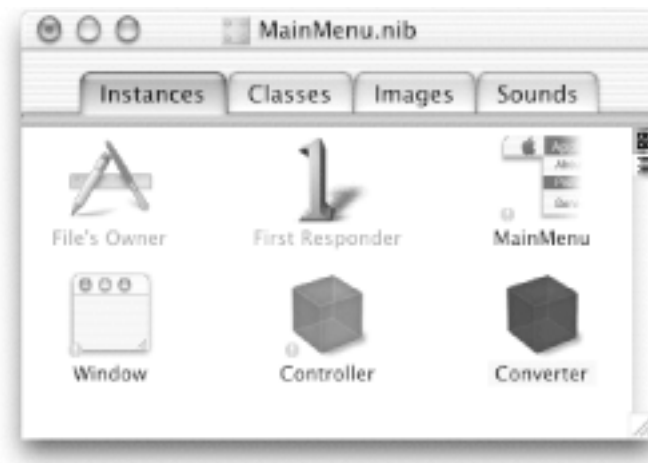 MainMenu.nib
Instances Classes Images Sounds
File's Owner First Responder MainMenu
Window Controller Converter